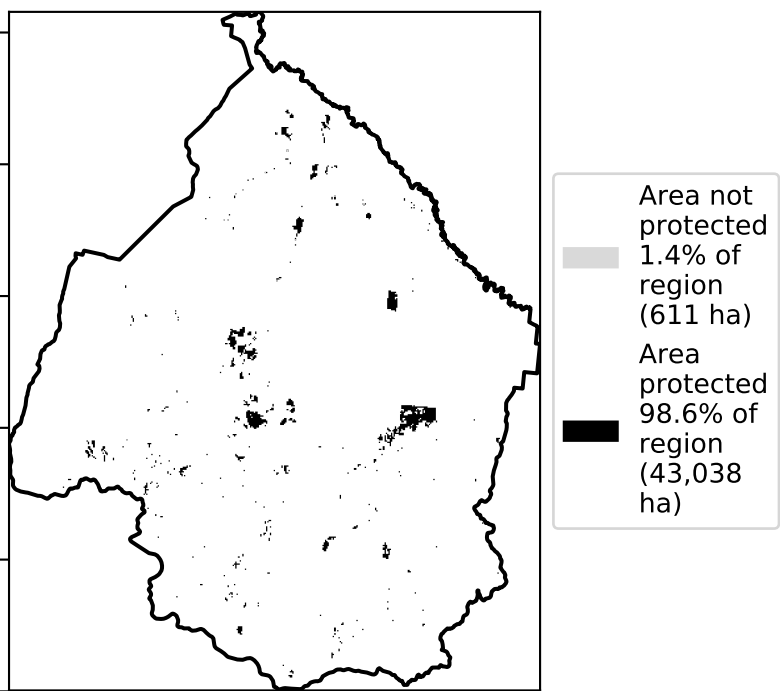 Area not
protected
1.4% of
region
(611 ha)
Area
protected
98.6% of
region
(43,038
ha)